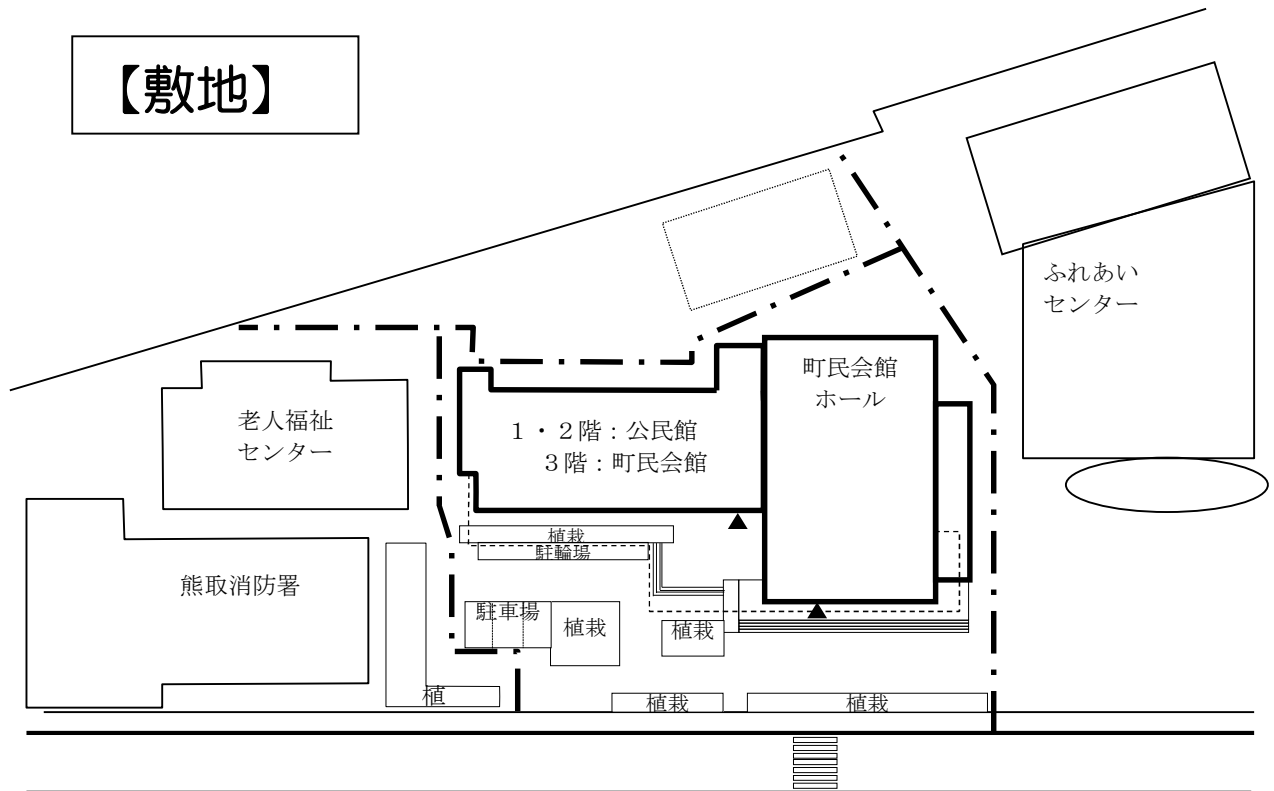 【敷地】
ふれあい
センター
町民会館
ホール
老人福祉
センター
１・２階：公民館
３階：町民会館
植栽
駐輪場
熊取消防署
駐車場
植栽
植栽
植
植栽
植栽